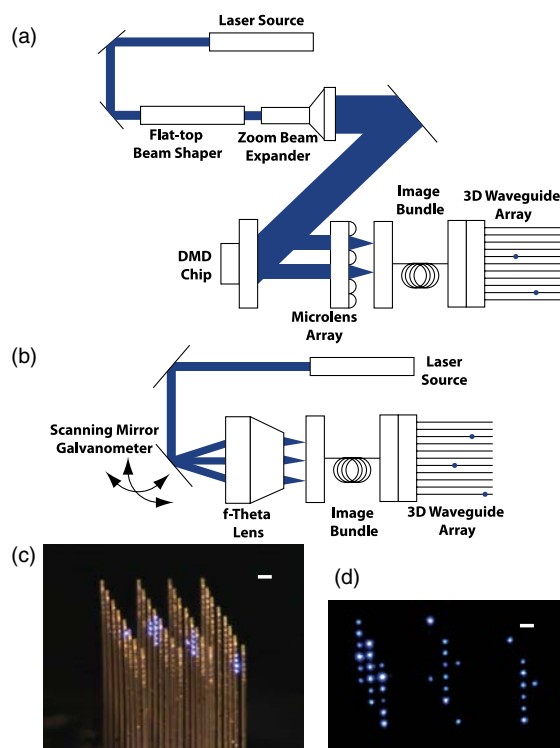 (a)
Laser Source
Flat-top
Beam Shaper
Zoom Beam
Expander
DMD
Chip
Microlens
Array
Image
Bundle
3D Waveguide
Array
(b)
Laser
Source
Scanning Mirror
Galvanometer
f-Theta
Lens
Image
Bundle
3D Waveguide
Array
(c)
(d)